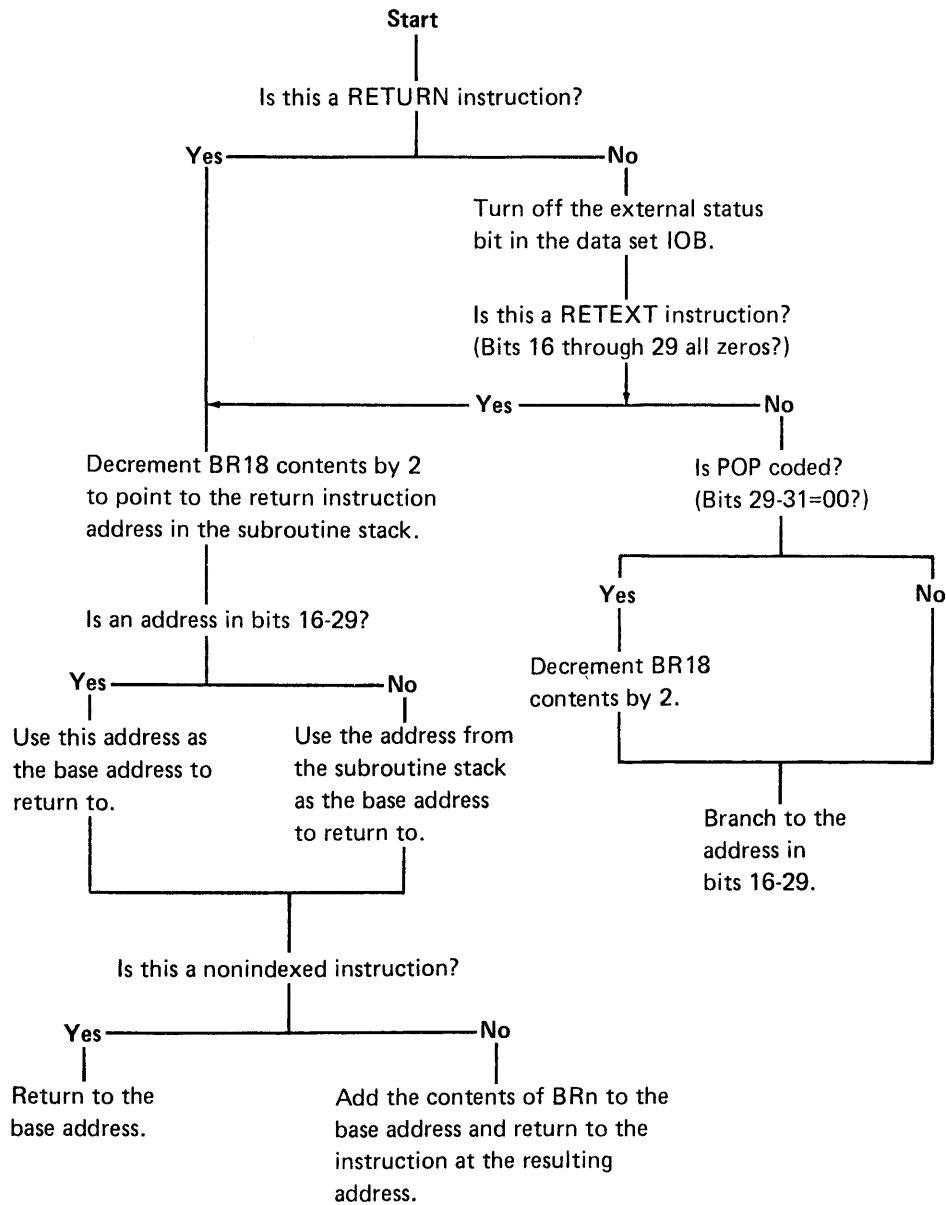 Start
Is this a RETURN instruction?
Yes
No
Turn off the external status
bit in the data set IOB.
Is this a RETEXT instruction?
(Bits 16 through 29 all zeros?)
Yes
No
Decrement BR18 contents by 2
to point to the return instruction
address in the subroutine stack.
Is POP coded?
(Bits 29-31=00?)
Is an address in bits 16-29?
Yes
No
Decrement BR18
contents by 2.
Yes
No
Use this address as
the base address to
return to.
Use the address from
the subroutine stack
as the base address
to return to.
Branch to the
address in
bits 16-29.
Is this a nonindexed instruction?
Yes
No
Return to the
base address.
Add the contents of BRn to the
base address and return to the
instruction at the resulting
address.